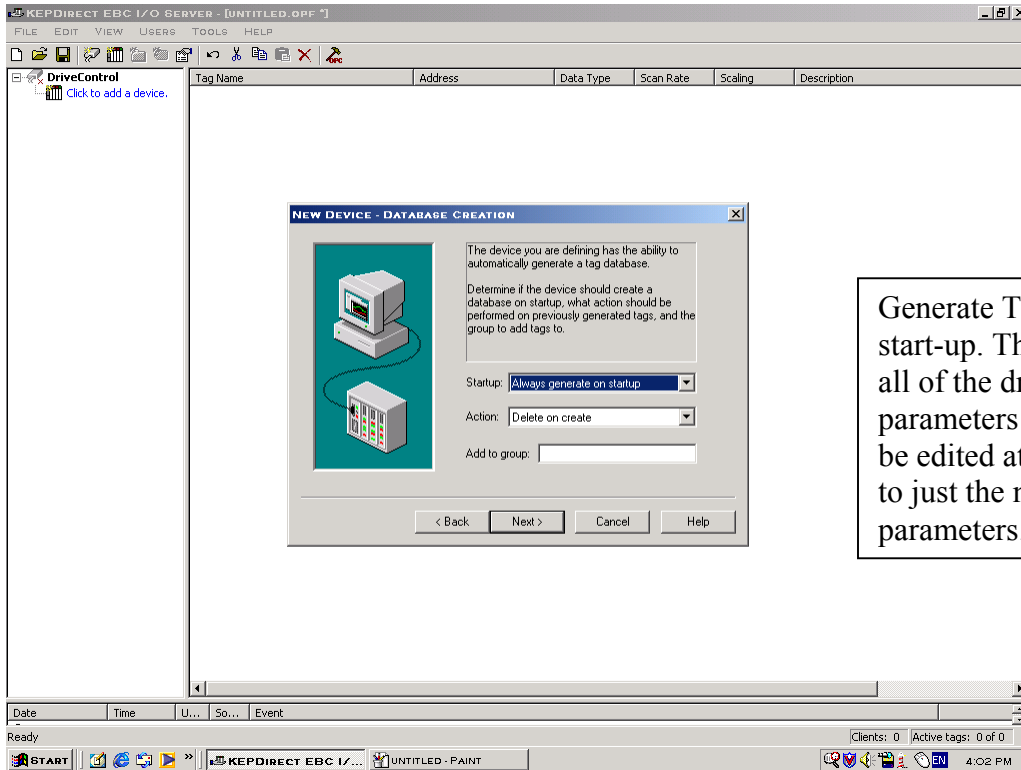 KEPDIRECT EBC I/O SERVER - [UNTITLED.OPF *]
FILE EDIT VIEW USERS TOOLS HELP
OPC
DriveControl
Click to add a device.
Tag Name Address Data Type Scan Rate Scaling Description
NEW DEVICE - DATABASE CREATION
The device you are defining has the ability to
automatically generate a tag database.
Determine if the device should create a
database on startup, what action should be
performed on previously generated tags, and the
group to add tags to.
Startup: Always generate on startup
Action: Delete on create
Add to group:
< Back Next > Cancel Help
Generate T
start-up. Th
all of the dr
parameters
be edited at
to just the
parameters
Date Time U... So... Event
Ready Clients: 0 Active tags: 0 of 0
START » KEPDIRECT EBC I/... UNTITLED - PAINT EN 4:02 PM